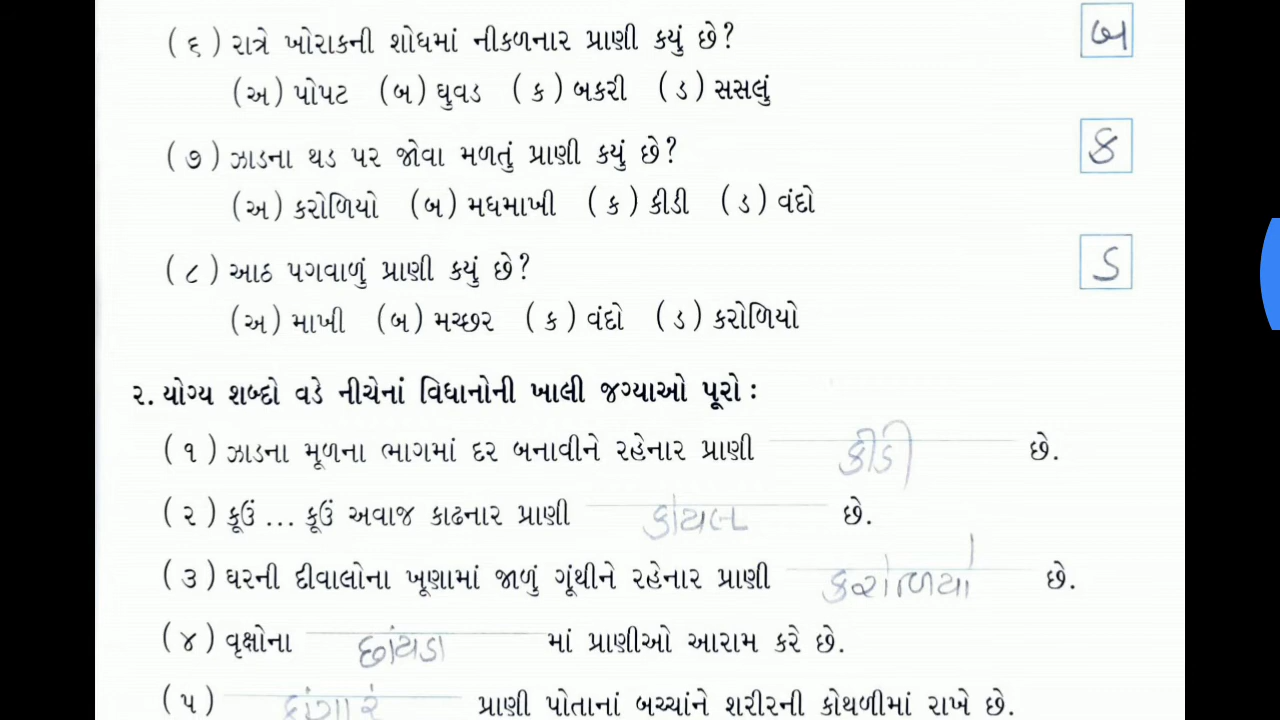 (૬) રાત્રે ખોરાકની શોધમાં નીકળનાર પ્રાણી કયું છે? બ
(અ) પોપટ (બ) ઘુવડ (ક) બકરી (ડ) સસલું
(૭) ઝાડના થડ પર જોવા મળતું પ્રાણી કયું છે? ક
(અ) કરોળિયો (બ) મધમાખી (ક) કીડી (ડ) વંદો
(૮) આઠ પગવાળું પ્રાણી કયું છે? ડ
(અ) માખી (બ) મચ્છર (ક) વંદો (ડ) કરોળિયો
૨. યોગ્ય શબ્દો વડે નીચેનાં વિધાનોની ખાલી જગ્યાઓ પૂરો :
(૧) ઝાડના મૂળના ભાગમાં દર બનાવીને રહેનાર પ્રાણી કીડી છે.
(૨) કૂઉં ... કૂઉં અવાજ કાઢનાર પ્રાણી કોયલ છે.
(૩) ઘરની દીવાલોના ખૂણામાં જાળું ગૂંથીને રહેનાર પ્રાણી કરોળિયો છે.
(૪) વૃક્ષોના છાંયડા માં પ્રાણીઓ આરામ કરે છે.
(૫) પ્રાણી પોતાનાં બચ્ચાંને શરીરની કોથળીમાં રાખે છે.